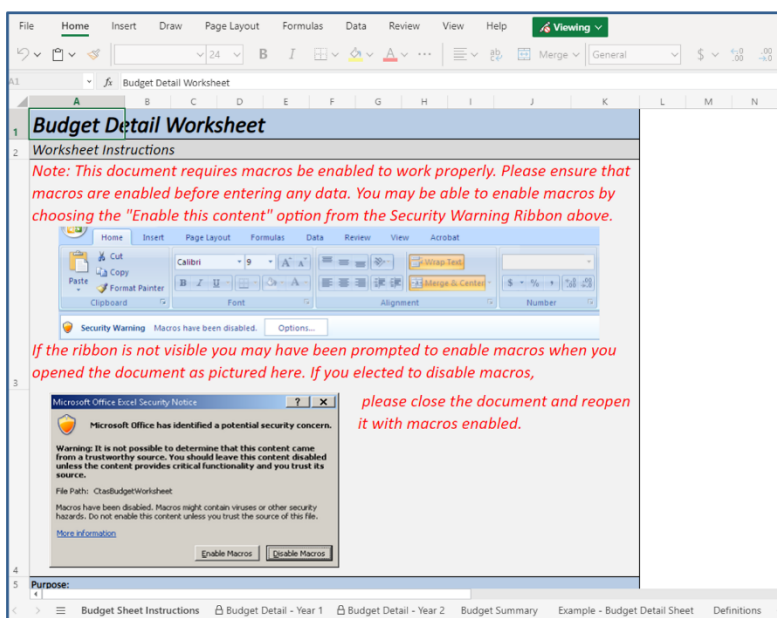 File Home Insert Draw Page Layout Formulas Data Review View Help Viewing
24 B I A ... ab Merge General $ .00
A1 fx Budget Detail Worksheet
A B C D E F G H I J K L M N
1 Budget Detail Worksheet
2 Worksheet Instructions
Note: This document requires macros be enabled to work properly. Please ensure that
macros are enabled before entering any data. You may be able to enable macros by
choosing the "Enable this content" option from the Security Warning Ribbon above.
Home Insert Page Layout Formulas Data Review View Acrobat
Cut
Copy
Paste
Format Painter
Calibri 9 A A Wrap Text
B I U A Merge & Center $ % ,
Clipboard Font Alignment Number
Security Warning Macros have been disabled. Options...
If the ribbon is not visible you may have been prompted to enable macros when you
opened the document as pictured here. If you elected to disable macros,
3
please close the document and reopen
it with macros enabled.
Microsoft Office Excel Security Notice ? X
Microsoft Office has identified a potential security concern.
Warning: It is not possible to determine that this content came
from a trustworthy source. You should leave this content disabled
unless the content provides critical functionality and you trust its
source.
File Path: CtasBudgetWorksheet
Macros have been disabled. Macros might contain viruses or other security
hazards. Do not enable this content unless you trust the source of this file.
More information
Enable Macros Disable Macros
4
5 Purpose:
Budget Sheet Instructions Budget Detail - Year 1 Budget Detail - Year 2 Budget Summary Example - Budget Detail Sheet Definitions